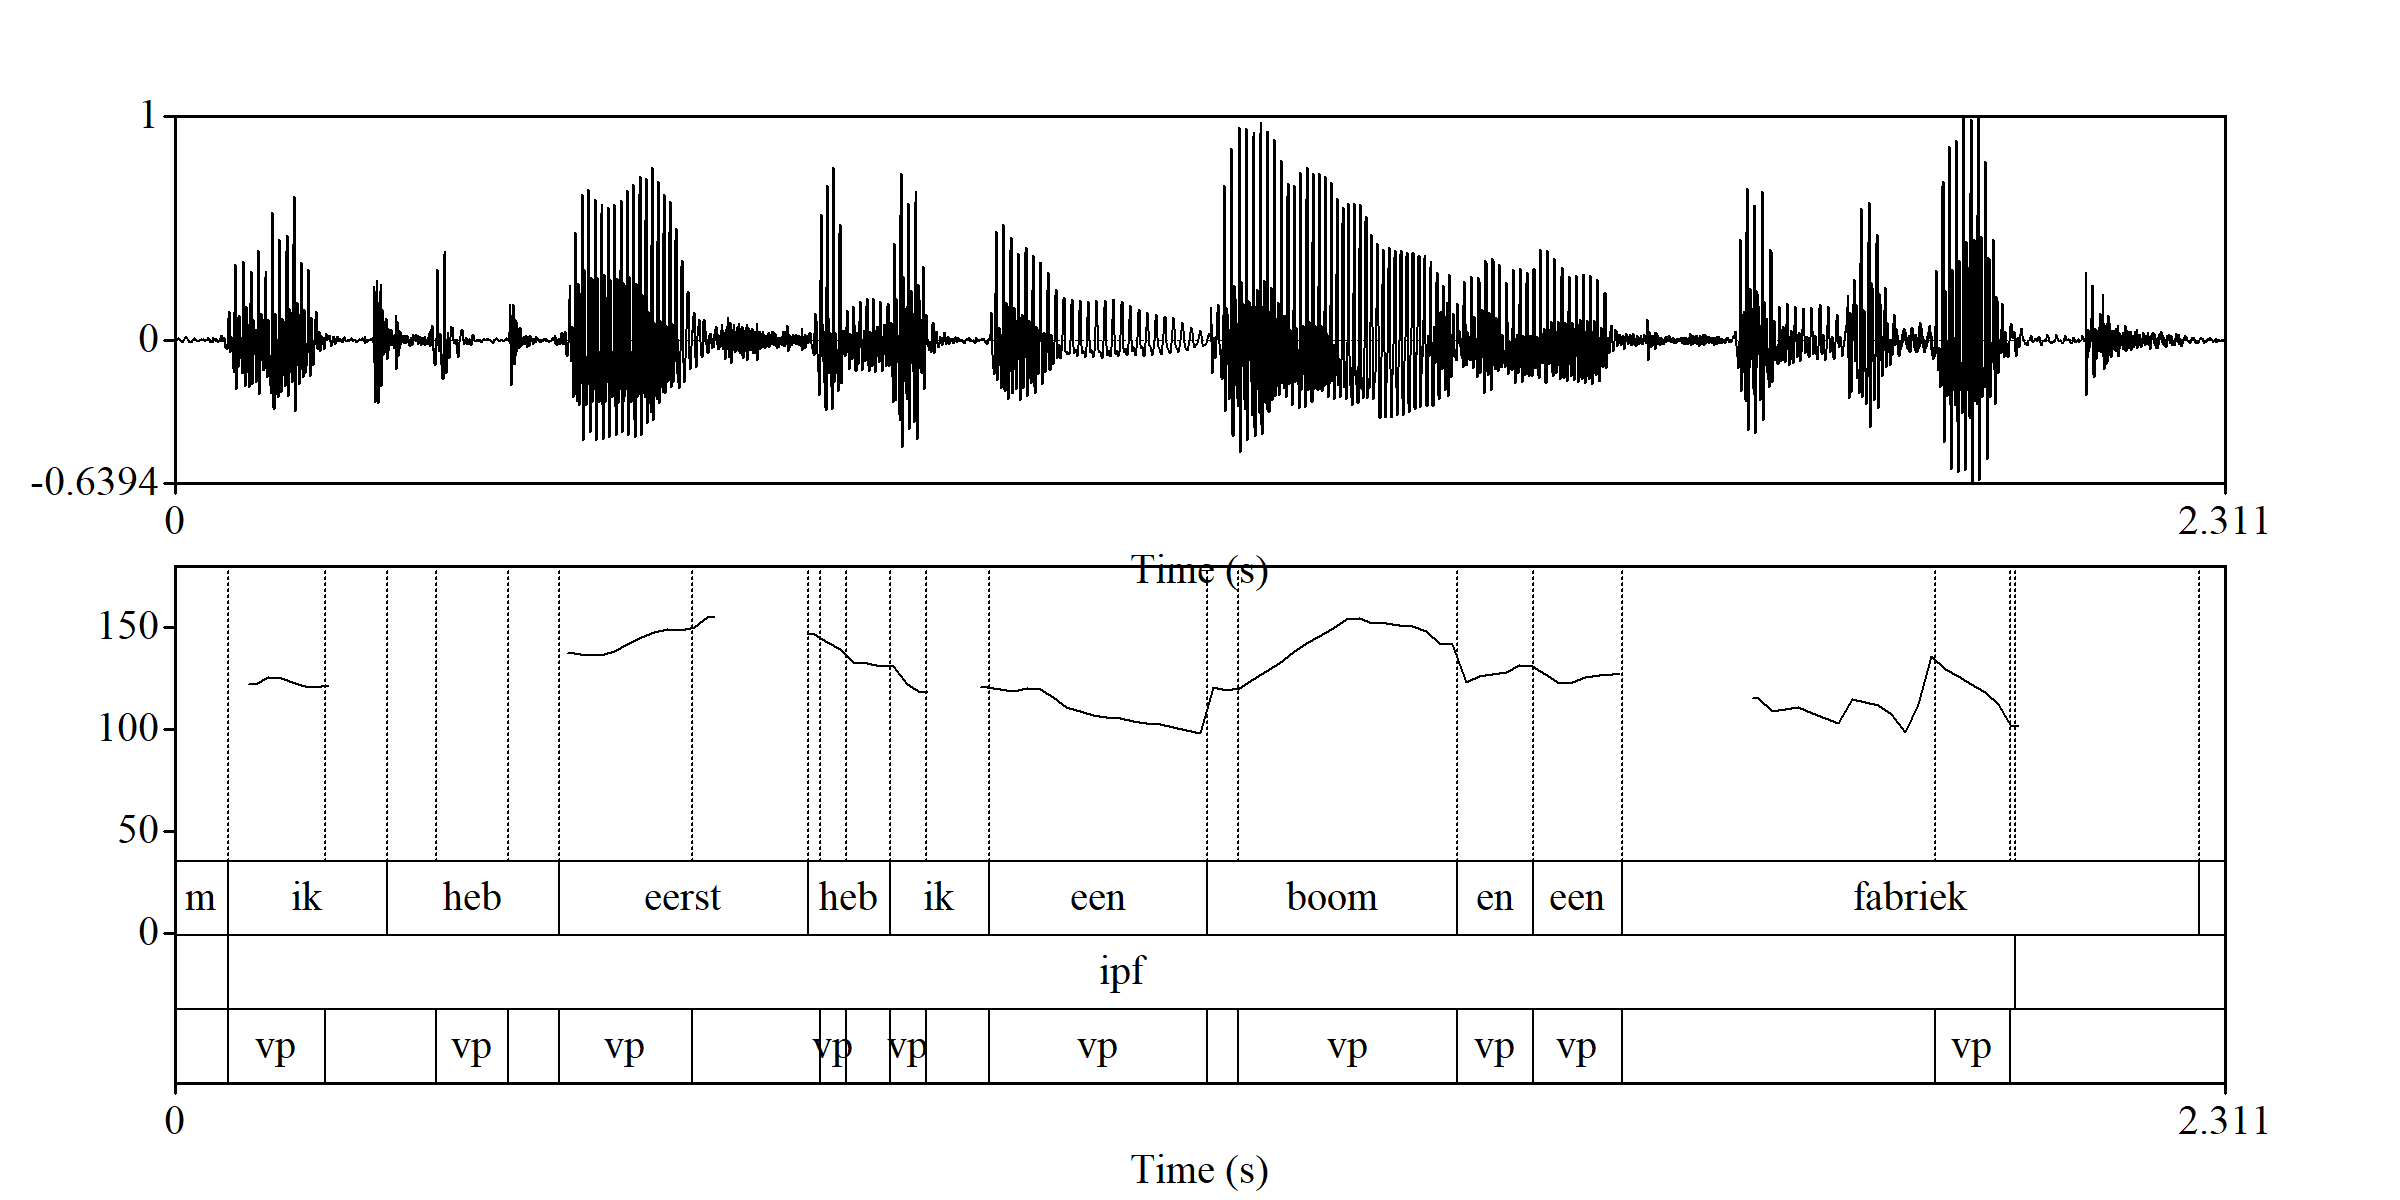 1
0
-0.6394
0 2.311
Time (s)
150
100
50
0
m ik heb eerst heb ik een boom en een fabriek
ipf
vp vp vp vp vp vp vp vp vp vp
0 2.311
Time (s)